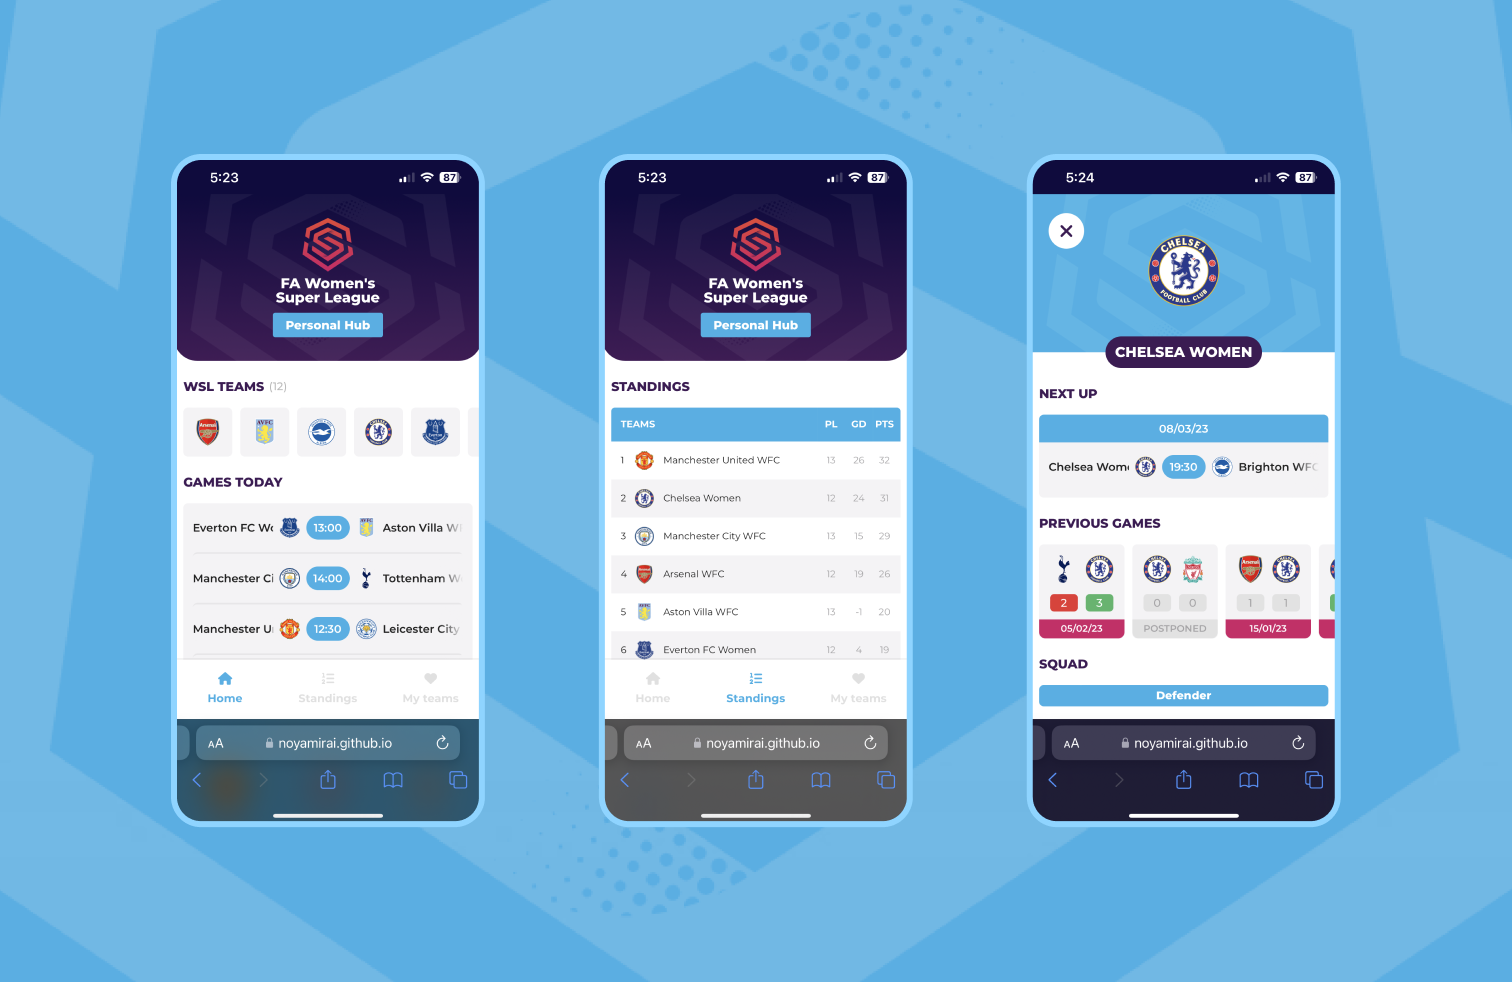 5:23
87
FA Women's
Super League
Personal Hub
WSL TEAMS (12)
GAMES TODAY
Everton FC Wo 13:00 Aston Villa W
Manchester Ci 14:00 Tottenham W
Manchester U 12:30 Leicester City
Home Standings My teams
AA noyamirai.github.io
5:23
87
FA Women's
Super League
Personal Hub
STANDINGS
TEAMS PL GD PTS
1 Manchester United WFC 13 26 32
2 Chelsea Women 12 24 31
3 Manchester City WFC 13 15 29
4 Arsenal WFC 12 19 26
5 Aston Villa WFC 13 -1 20
6 Everton FC Women 12 4 19
Home Standings My teams
AA noyamirai.github.io
5:24
87
CHELSEA
FOOTBALL CLUB
CHELSEA WOMEN
NEXT UP
08/03/23
Chelsea Wome 19:30 Brighton WFC
PREVIOUS GAMES
2 3 0 0 1 1
05/02/23 POSTPONED 15/01/23
SQUAD
Defender
AA noyamirai.github.io